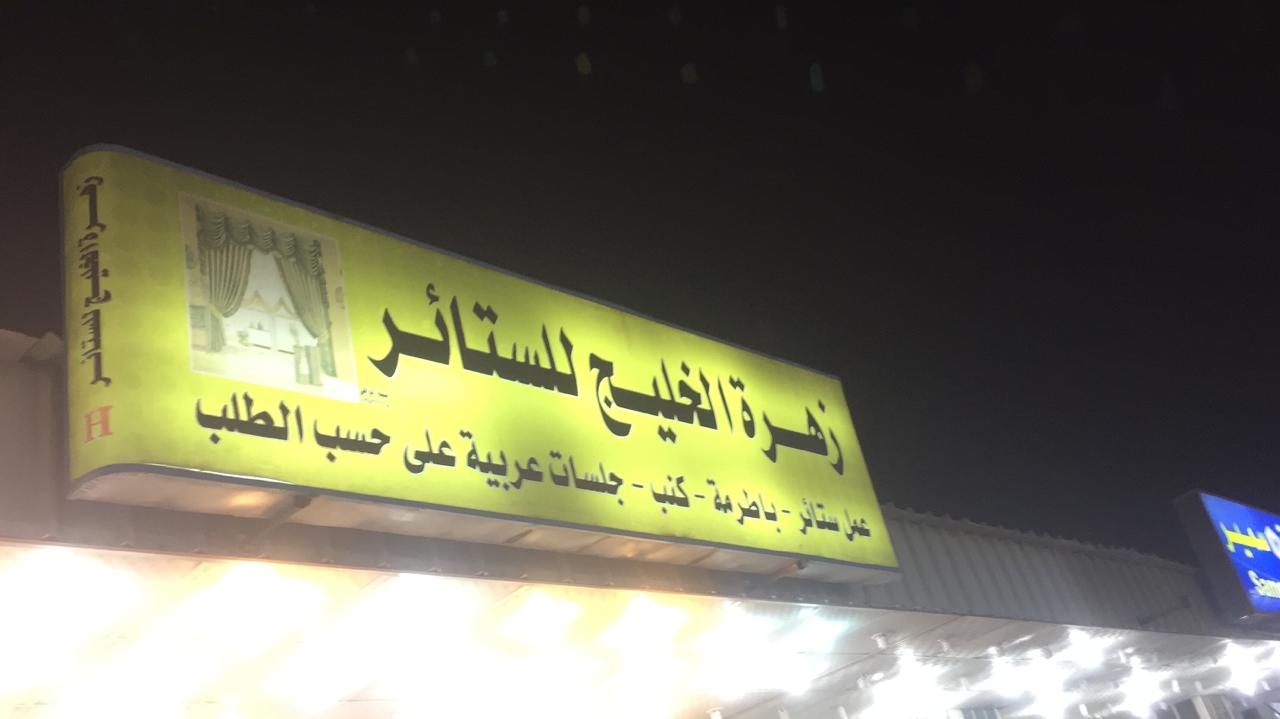 زهرة الخليج للستائر
عمل ستائر - باطرمة - كنب - جلسات عربية على حسب الطلب
زهرة الخليج للستائر
H